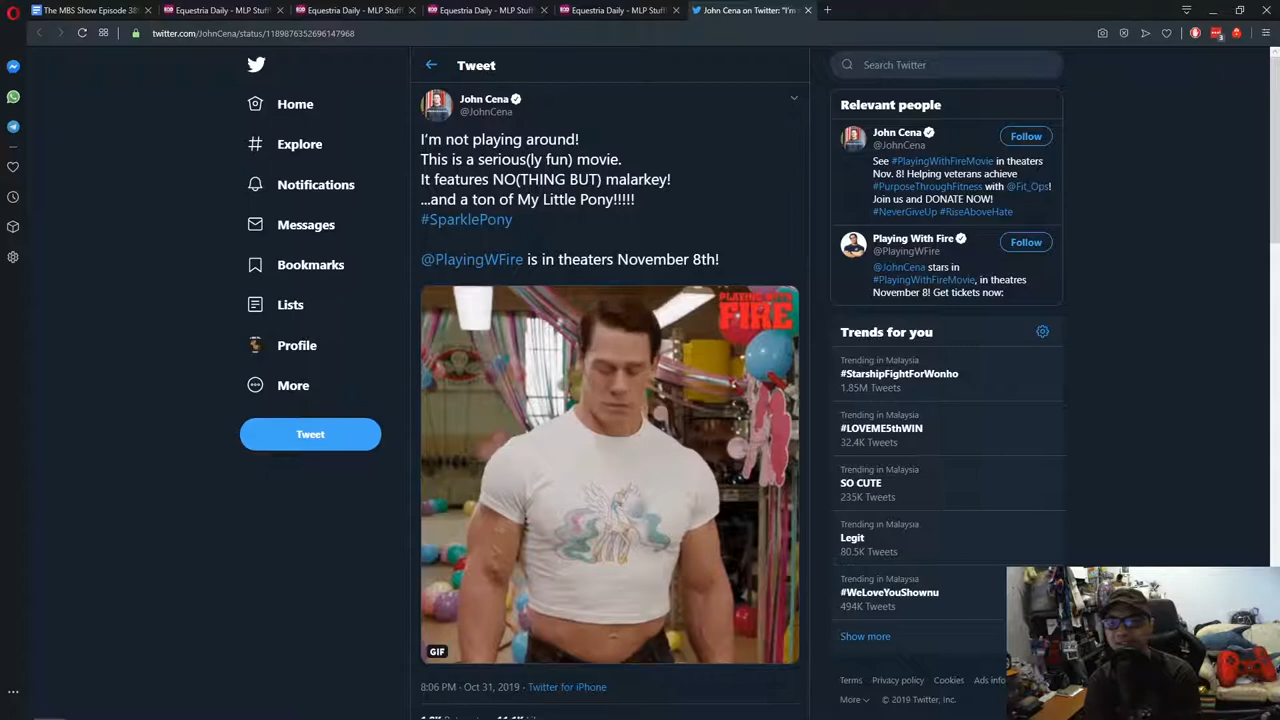 The MBS Show Episode 38
Equestria Daily - MLP Stuff!
Equestria Daily - MLP Stuff!
Equestria Daily - MLP Stuff!
Equestria Daily - MLP Stuff!
John Cena on Twitter: "I'm
twitter.com/JohnCena/status/1189876352696147968
3
Home
Explore
Notifications
Messages
Bookmarks
Lists
Profile
More
Tweet
Tweet
John Cena
@JohnCena
I'm not playing around!
This is a serious(ly fun) movie.
It features NO(THING BUT) malarkey!
...and a ton of My Little Pony!!!!!
#SparklePony
@PlayingWFire is in theaters November 8th!
PLAYING WITH
FIRE
GIF
8:06 PM · Oct 31, 2019 · Twitter for iPhone
Search Twitter
Relevant people
John Cena
@JohnCena
Follow
See #PlayingWithFireMovie in theaters
Nov. 8! Helping veterans achieve
#PurposeThroughFitness with @Fit_Ops!
Join us and DONATE NOW!
#NeverGiveUp #RiseAboveHate
Playing With Fire
@PlayingWFire
Follow
@JohnCena stars in
#PlayingWithFireMovie, in theatres
November 8! Get tickets now:
Trends for you
Trending in Malaysia
#StarshipFightForWonho
1.85M Tweets
Trending in Malaysia
#LOVEME5thWIN
32.4K Tweets
Trending in Malaysia
SO CUTE
235K Tweets
Trending in Malaysia
Legit
80.5K Tweets
Trending in Malaysia
#WeLoveYouShownu
494K Tweets
Show more
Terms Privacy policy Cookies Ads info
More © 2019 Twitter, Inc.